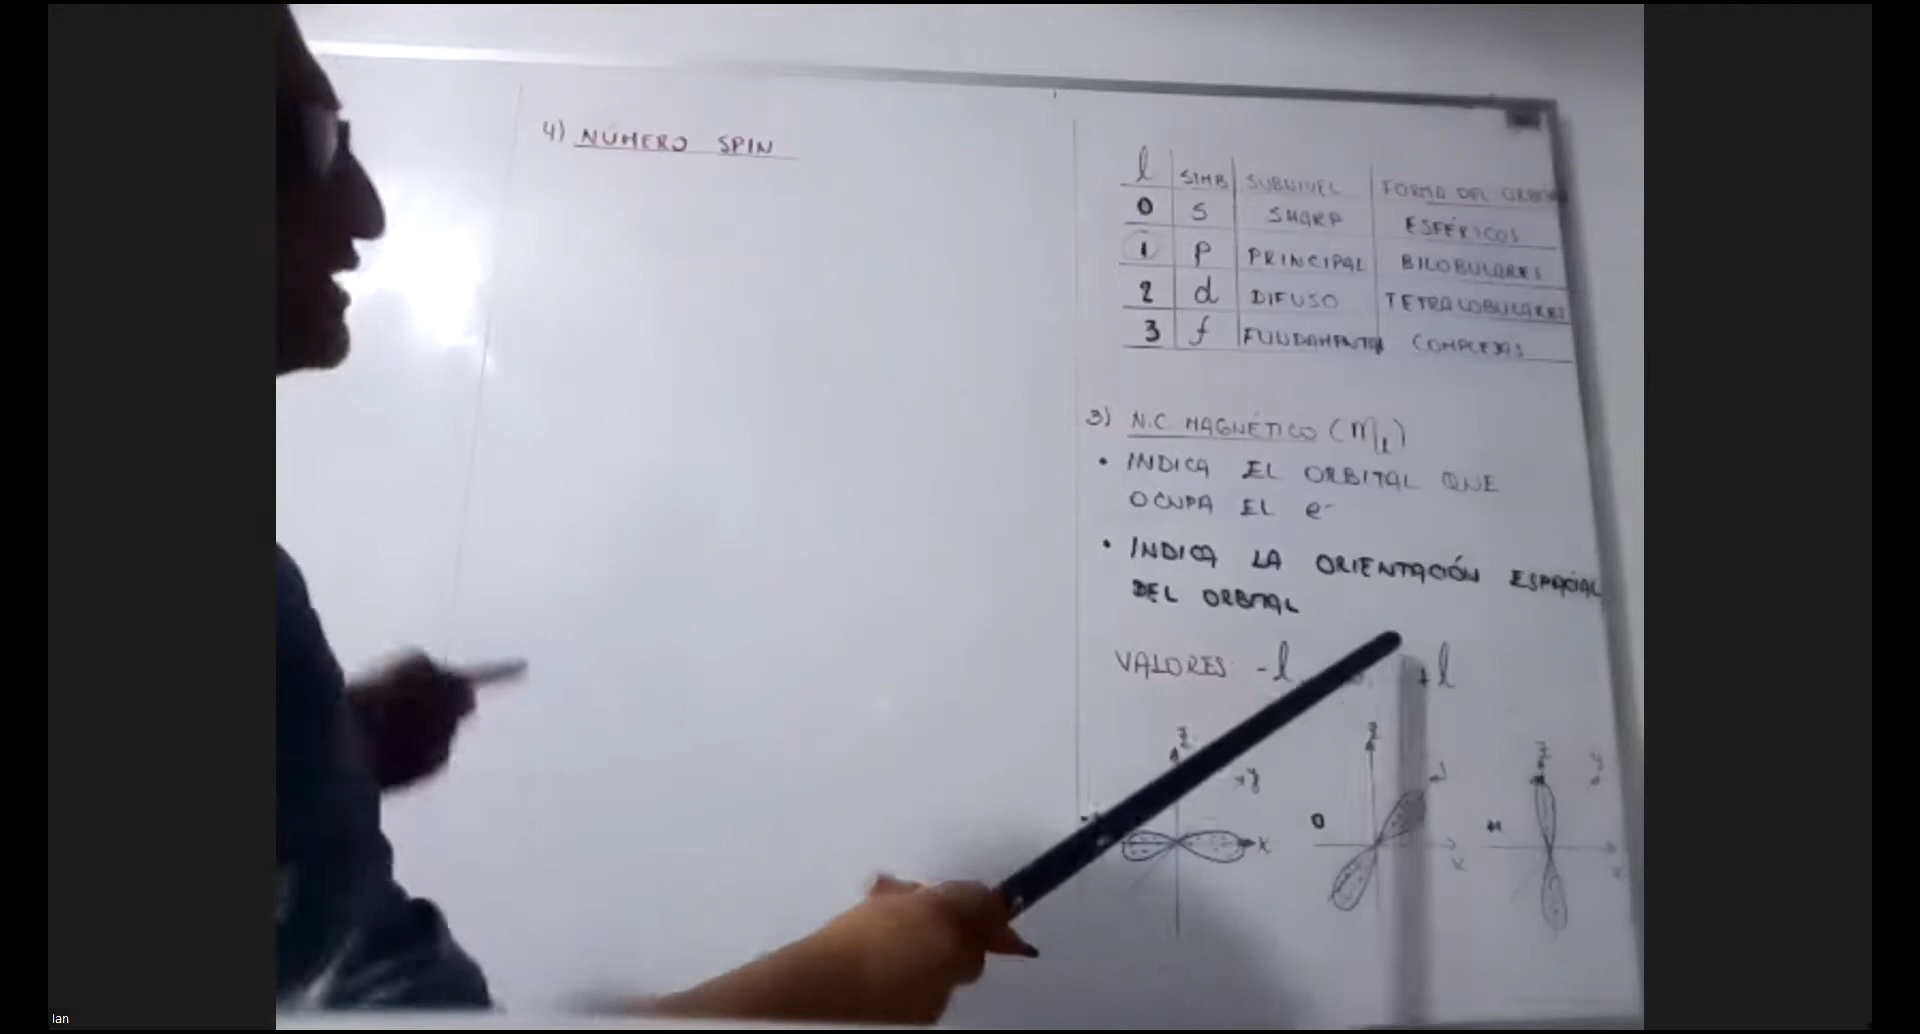 4) NÚMERO SPIN
l SIMB SUBNIVEL FORMA DEL
0 S SHARP ESFÉRICOS
1 p PRINCIPAL BILOBULARES
2 d DIFUSO TETRALOBULARES
3 f FUNDAMENTAL COMPLEJAS
3) N.C MAGNÉTICO (ml)
• INDICA EL ORBITAL QUE
OCUPA EL e-
• INDICA LA ORIENTACIÓN ESPACIAL
DEL ORBITAL
VALORES: -l +l
z z z
y y y
0 +1
x x x
Ian